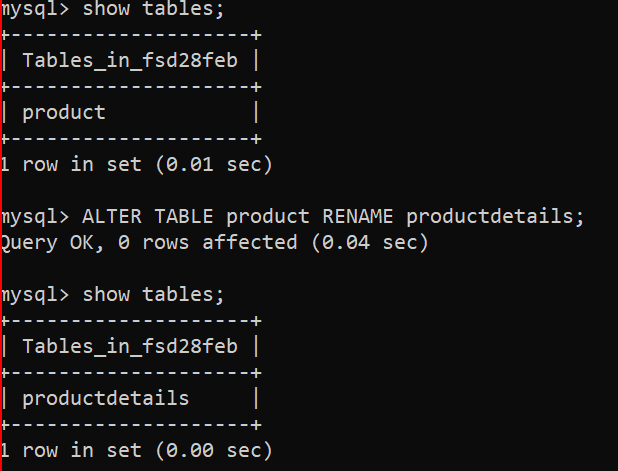 mysql> show tables;
+--------------------+
| Tables_in_fsd28feb |
+--------------------+
| product            |
+--------------------+
1 row in set (0.01 sec)
mysql> ALTER TABLE product RENAME productdetails;
Query OK, 0 rows affected (0.04 sec)
mysql> show tables;
+--------------------+
| Tables_in_fsd28feb |
+--------------------+
| productdetails     |
+--------------------+
1 row in set (0.00 sec)